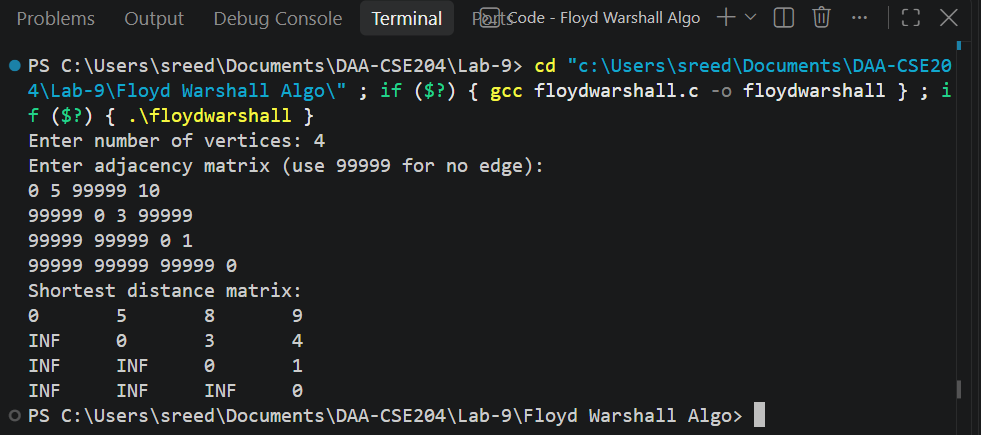 Problems Output Debug Console Terminal Ports Code - Floyd Warshall Algo
PS C:\Users\sreed\Documents\DAA-CSE204\Lab-9> cd "c:\Users\sreed\Documents\DAA-CSE20
4\Lab-9\Floyd Warshall Algo\" ; if ($?) { gcc floydwarshall.c -o floydwarshall } ; i
f ($?) { .\floydwarshall }
Enter number of vertices: 4
Enter adjacency matrix (use 99999 for no edge):
0 5 99999 10
99999 0 3 99999
99999 99999 0 1
99999 99999 99999 0
Shortest distance matrix:
0 5 8 9
INF 0 3 4
INF INF 0 1
INF INF INF 0
PS C:\Users\sreed\Documents\DAA-CSE204\Lab-9\Floyd Warshall Algo>